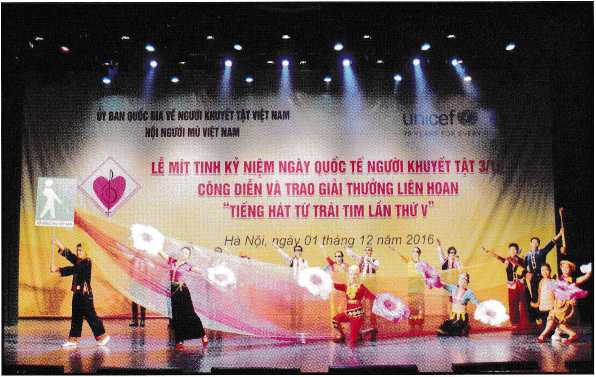 ỦY BAN QUỐC GIA VỀ NGƯỜI KHUYẾT TẬT VIỆT NAM
HỘI NGƯỜI MÙ VIỆT NAM
unicef
LỄ MÍT TINH KỶ NIỆM NGÀY QUỐC TẾ NGƯỜI KHUYẾT TẬT 3/1
CÔNG DIỄN VÀ TRAO GIẢI THƯỞNG LIÊN HOAN
"TIẾNG HÁT TỪ TRÁI TIM LẦN THỨ V"
Hà Nội, ngày 01 tháng 12 năm 2016